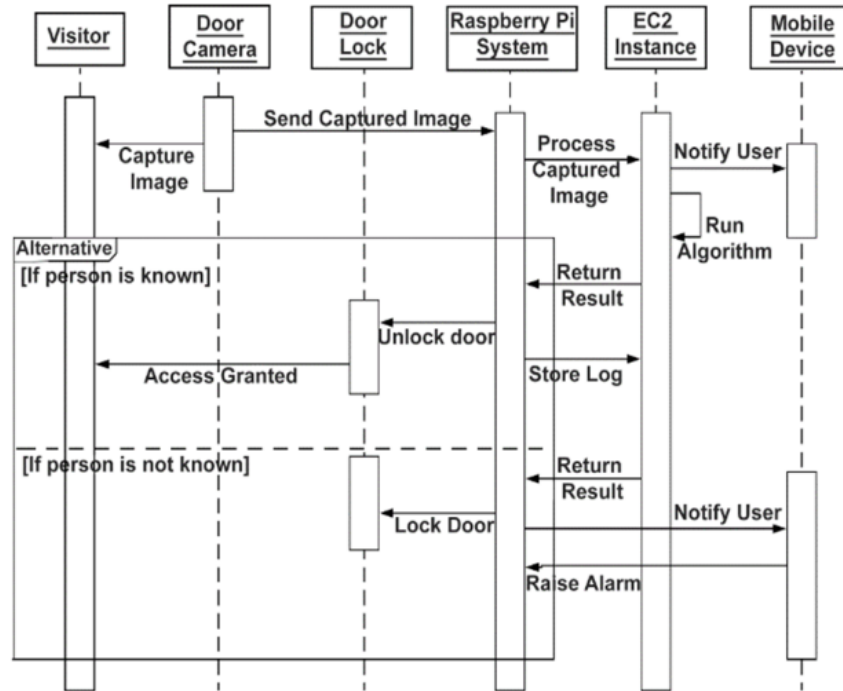 Visitor
Door
Camera
Door
Lock
Raspberry Pi
System
EC2
Instance
Mobile
Device
Send Captured Image
Capture
Image
Process
Captured
Image
Notify User
Run
Algorithm
Alternative
[If person is known]
Return
Result
Unlock door
Access Granted
Store Log
[If person is not known]
Return
Result
Lock Door
Notify User
Raise Alarm